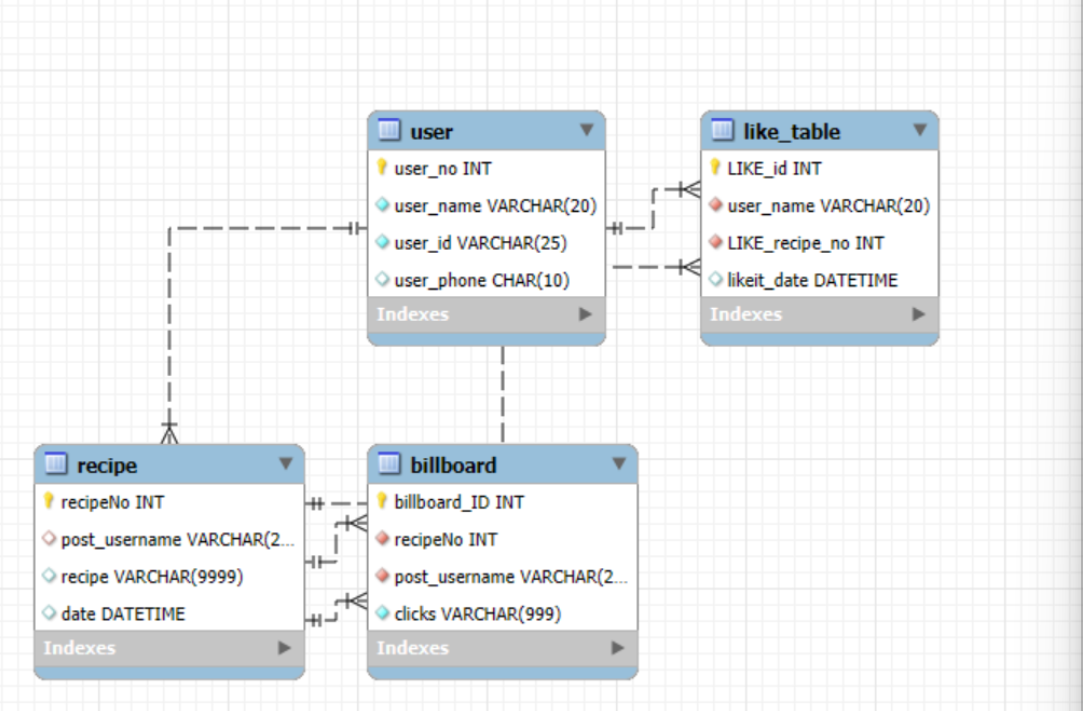 user
user_no INT
user_name VARCHAR(20)
user_id VARCHAR(25)
user_phone CHAR(10)
Indexes
like_table
LIKE_id INT
user_name VARCHAR(20)
LIKE_recipe_no INT
likeit_date DATETIME
Indexes
recipe
recipeNo INT
post_username VARCHAR(2...
recipe VARCHAR(9999)
date DATETIME
Indexes
billboard
billboard_ID INT
recipeNo INT
post_username VARCHAR(2...
clicks VARCHAR(999)
Indexes